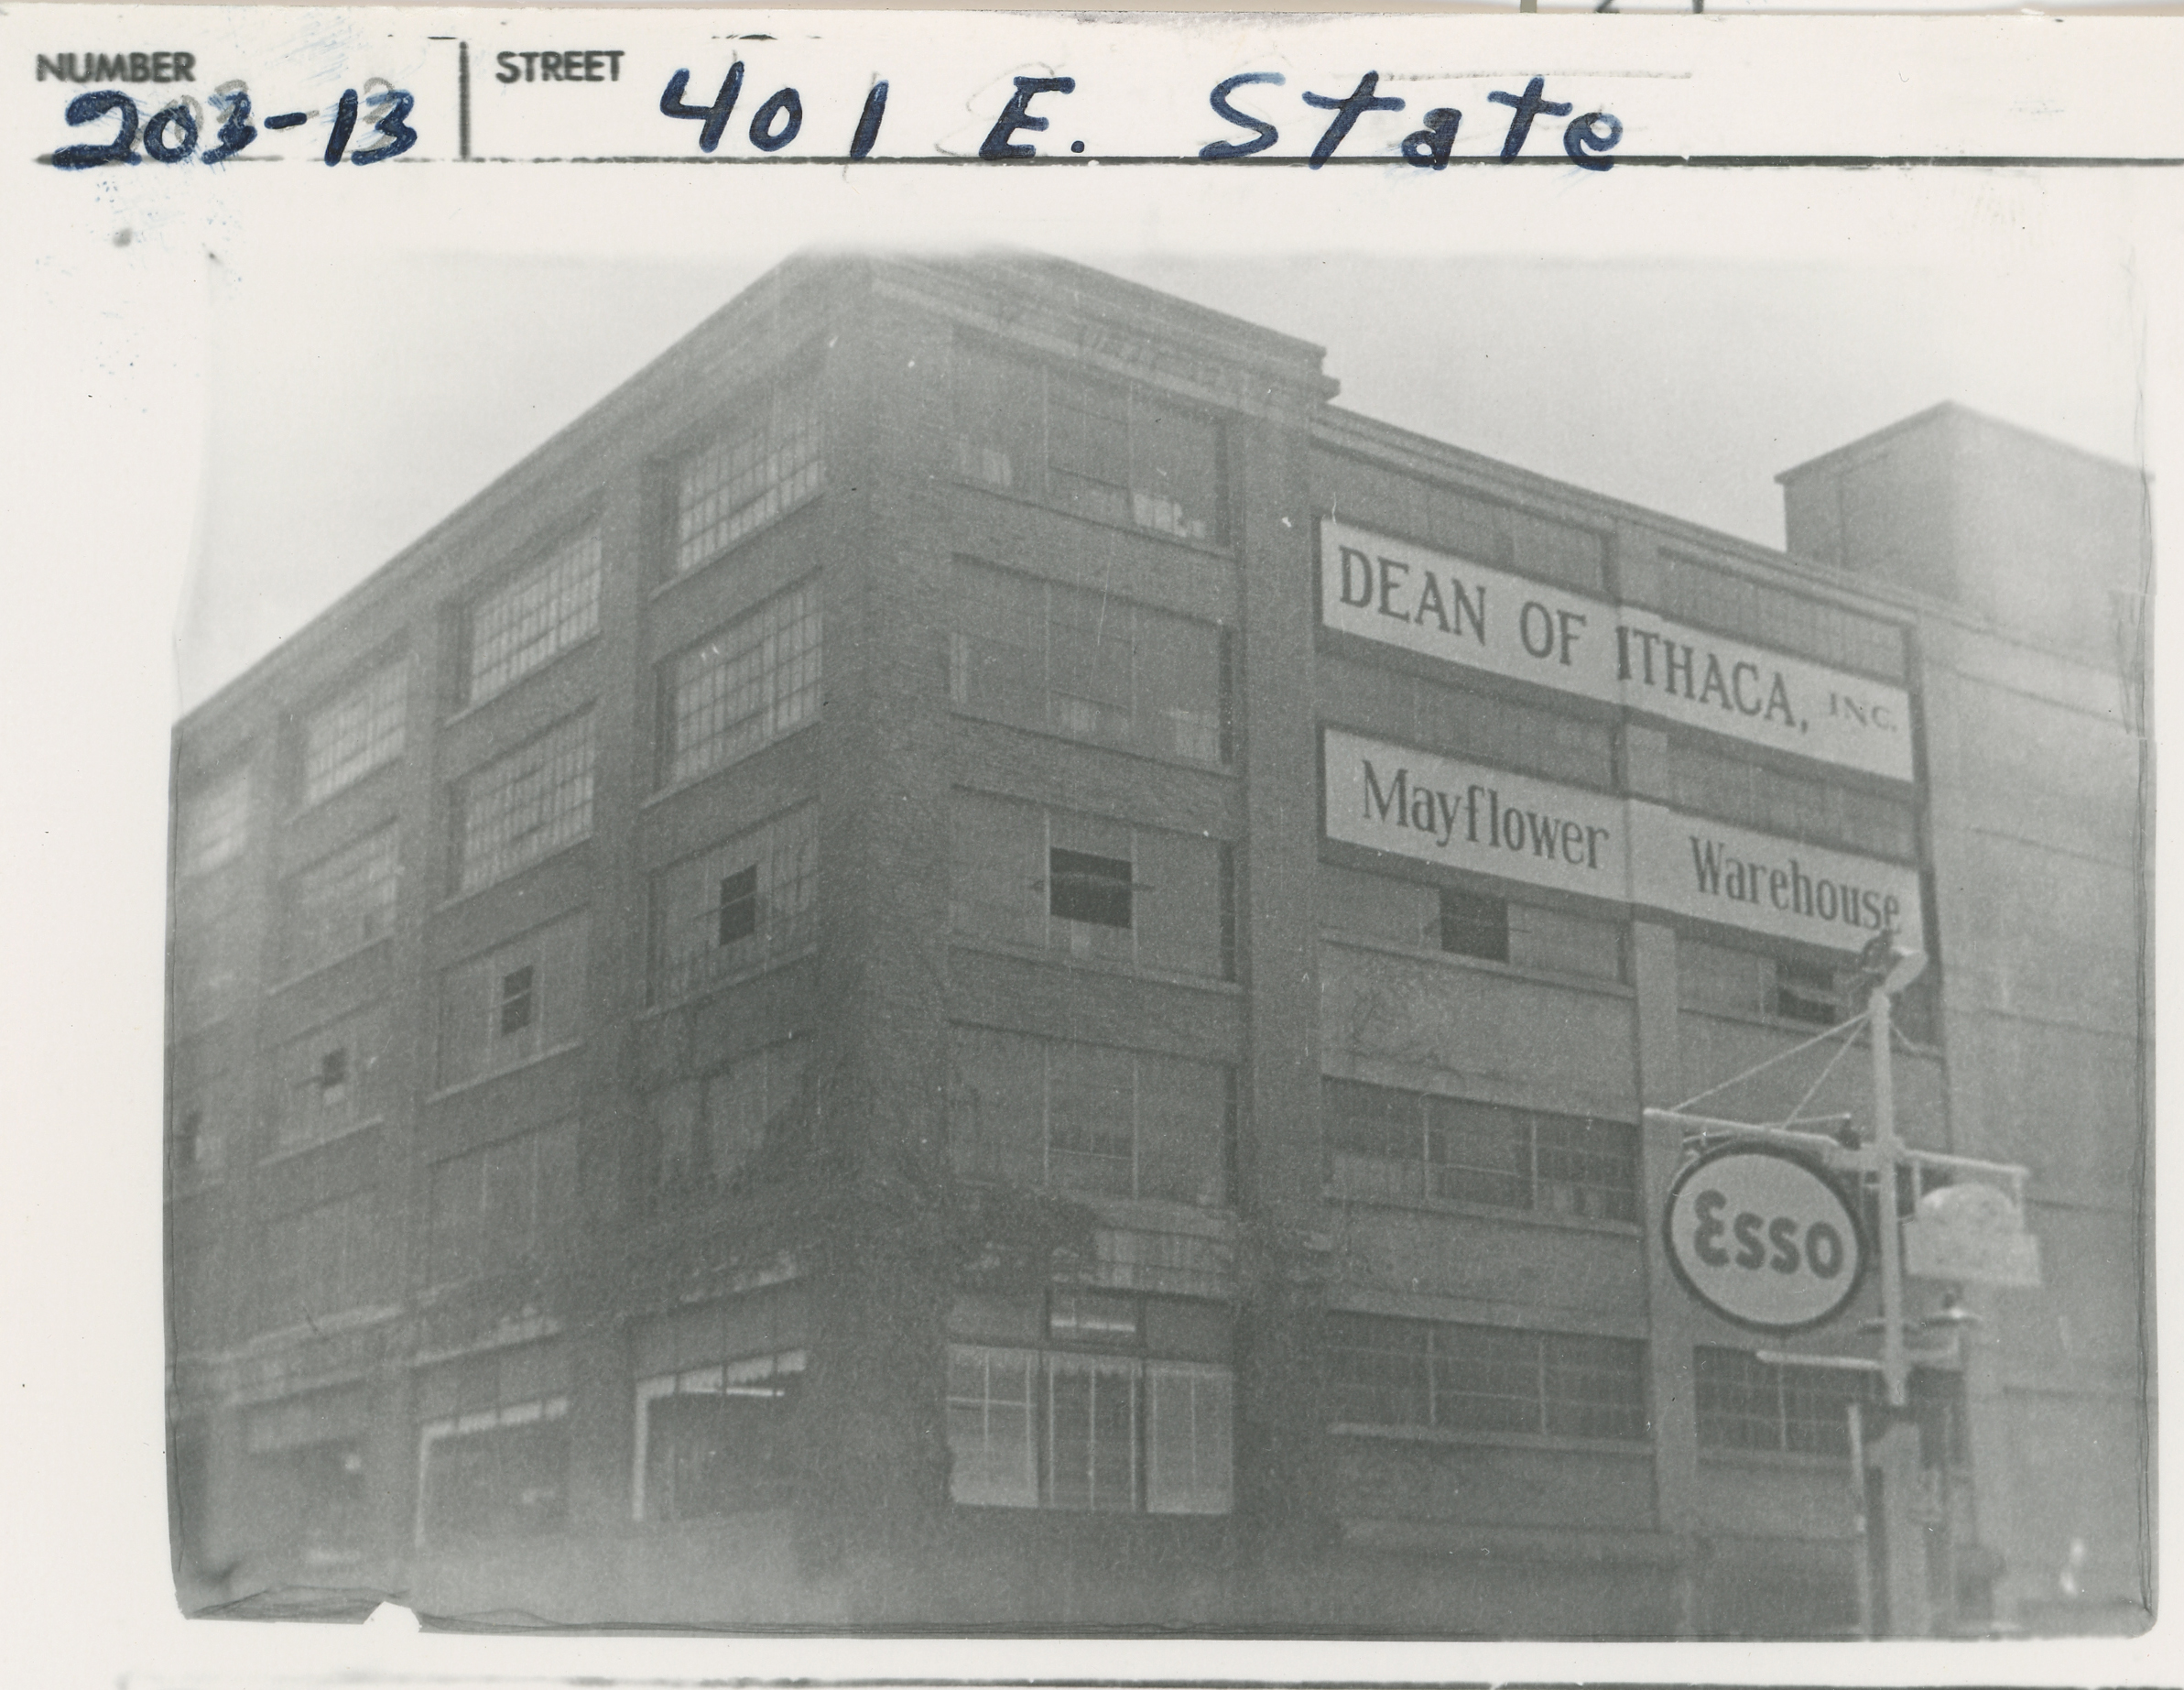 NUMBER
203-13
STREET
401 E. State
DEAN OF ITHACA, INC.
Mayflower Warehouse
Esso